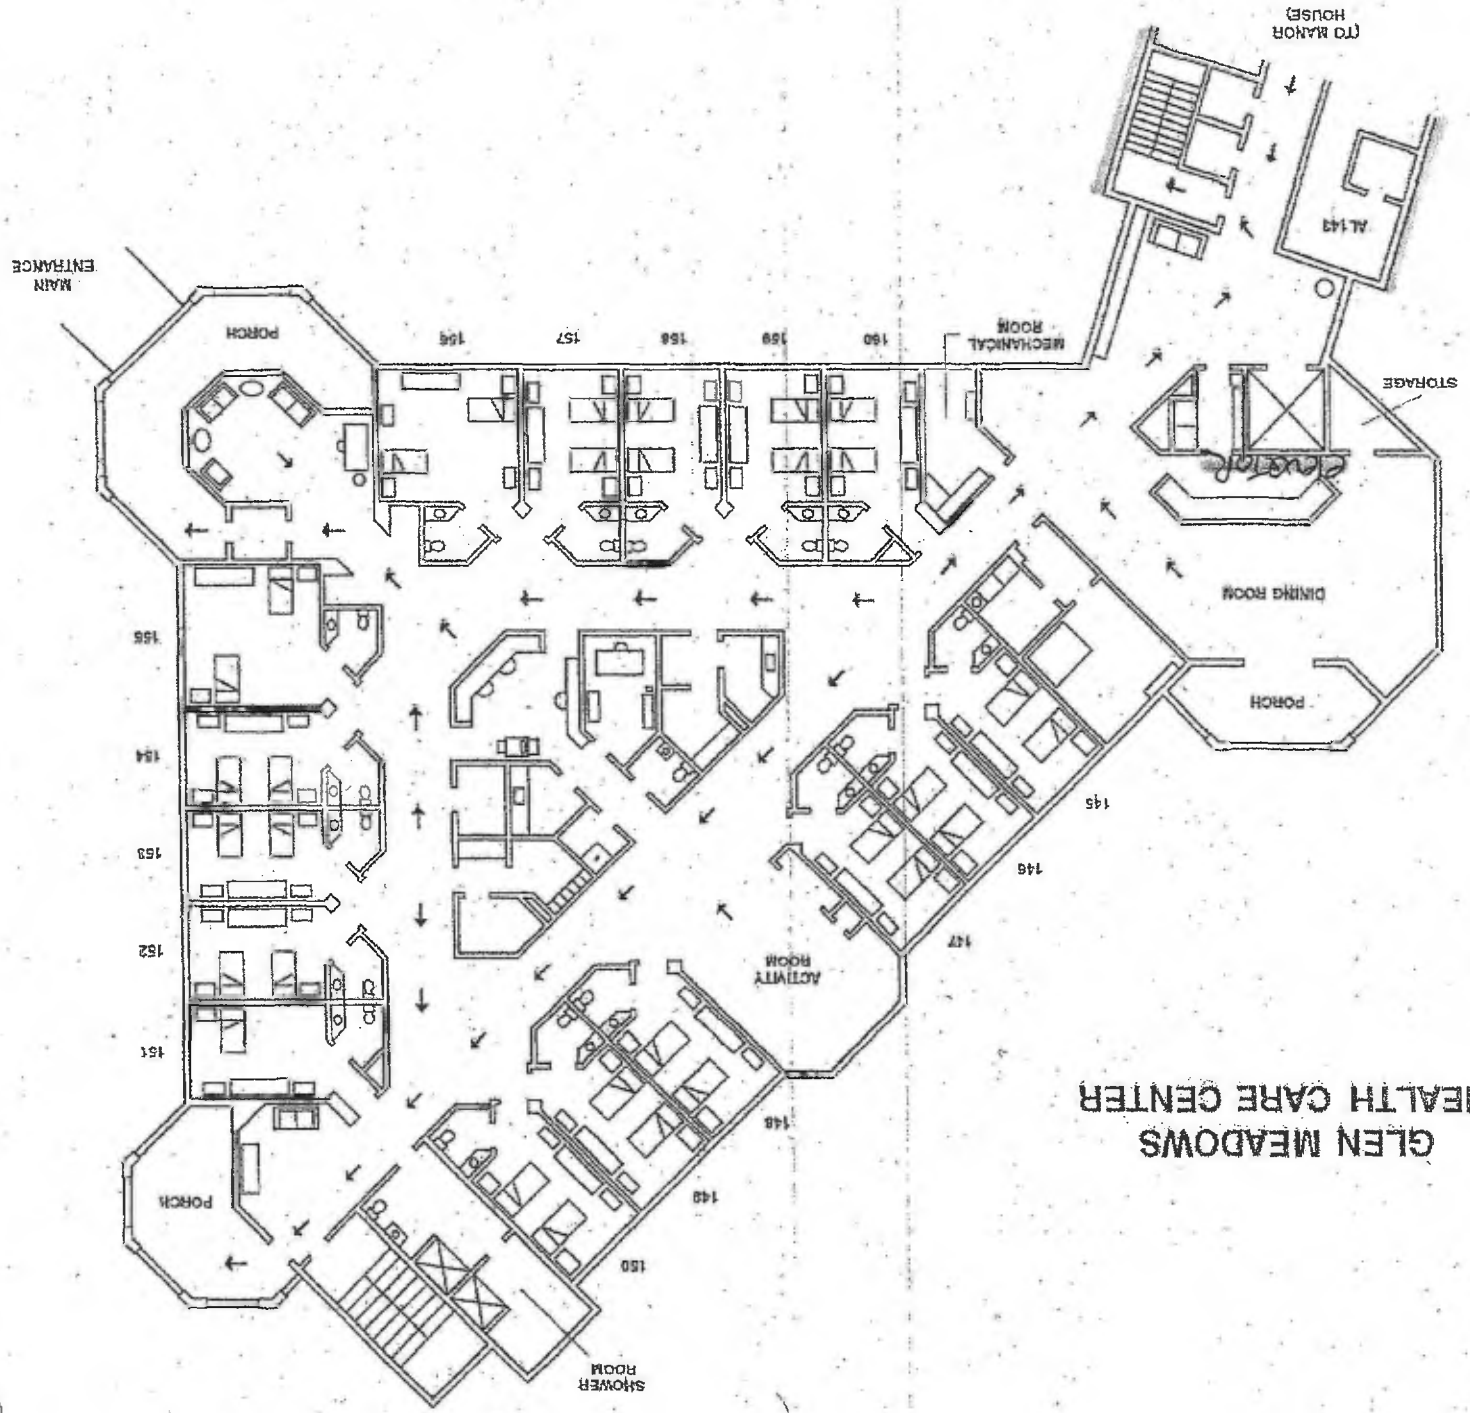 SHOWER
ROOM
150
PORCH
149
GLEN MEADOWS
HEALTH CARE CENTER
148
151
ACTIVITY
ROOM
152
147
146
153
145
154
PORCH
155
DINING ROOM
STORAGE
MECHANICAL
ROOM
160
159
158
157
156
PORCH
MAIN
ENTRANCE
AL143
(TO MANOR
HOUSE)